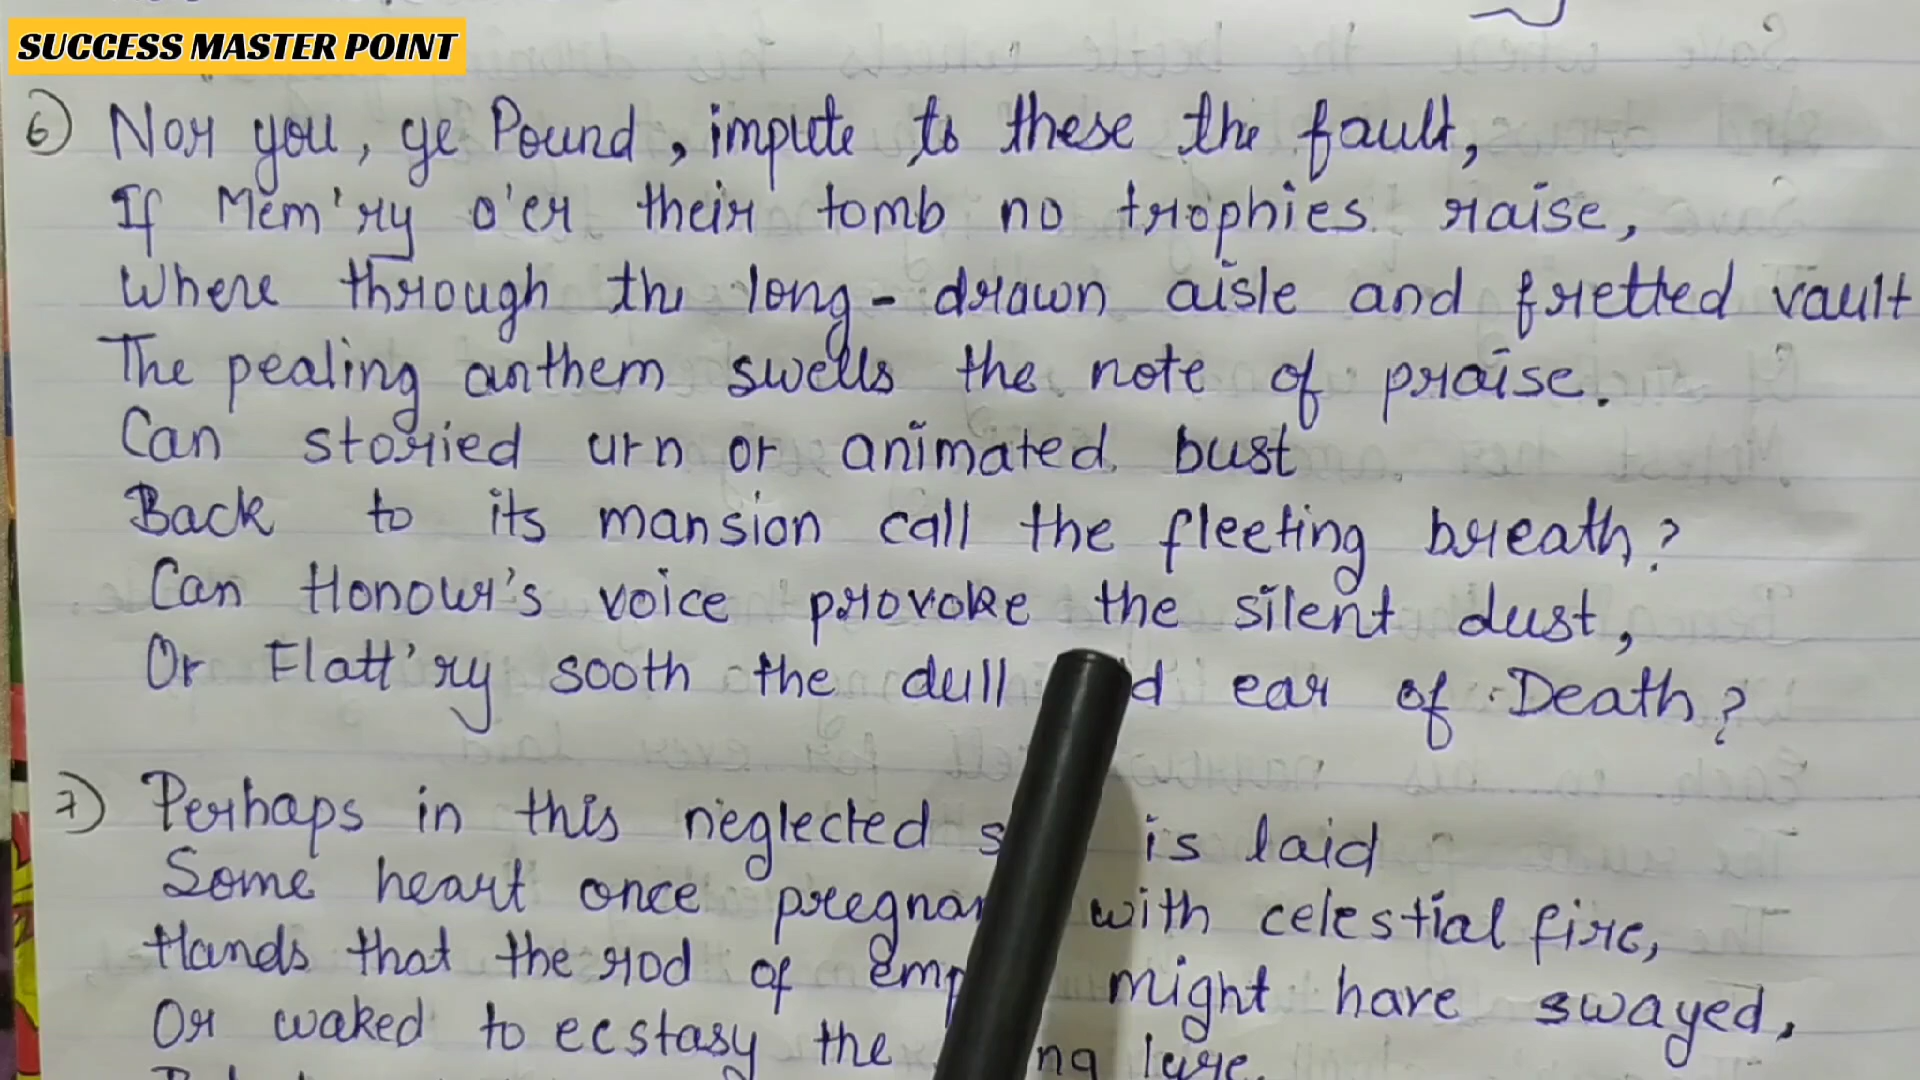 SUCCESS MASTER POINT
6) Nor you, ye Pound, impute to these the fault,
If Mem'ry o'er their tomb no trophies raise,
Where through the long-drawn aisle and fretted vault
The pealing anthem swells the note of praise.
Can storied urn or animated bust
Back to its mansion call the fleeting breath?
Can Honour's voice provoke the silent dust,
Or Flatt'ry sooth the dull ear of Death?
7) Perhaps in this neglected is laid
Some heart once with celestial fire,
Hands that the rod of might have swayed,
Or waked to ecstasy the lyre.